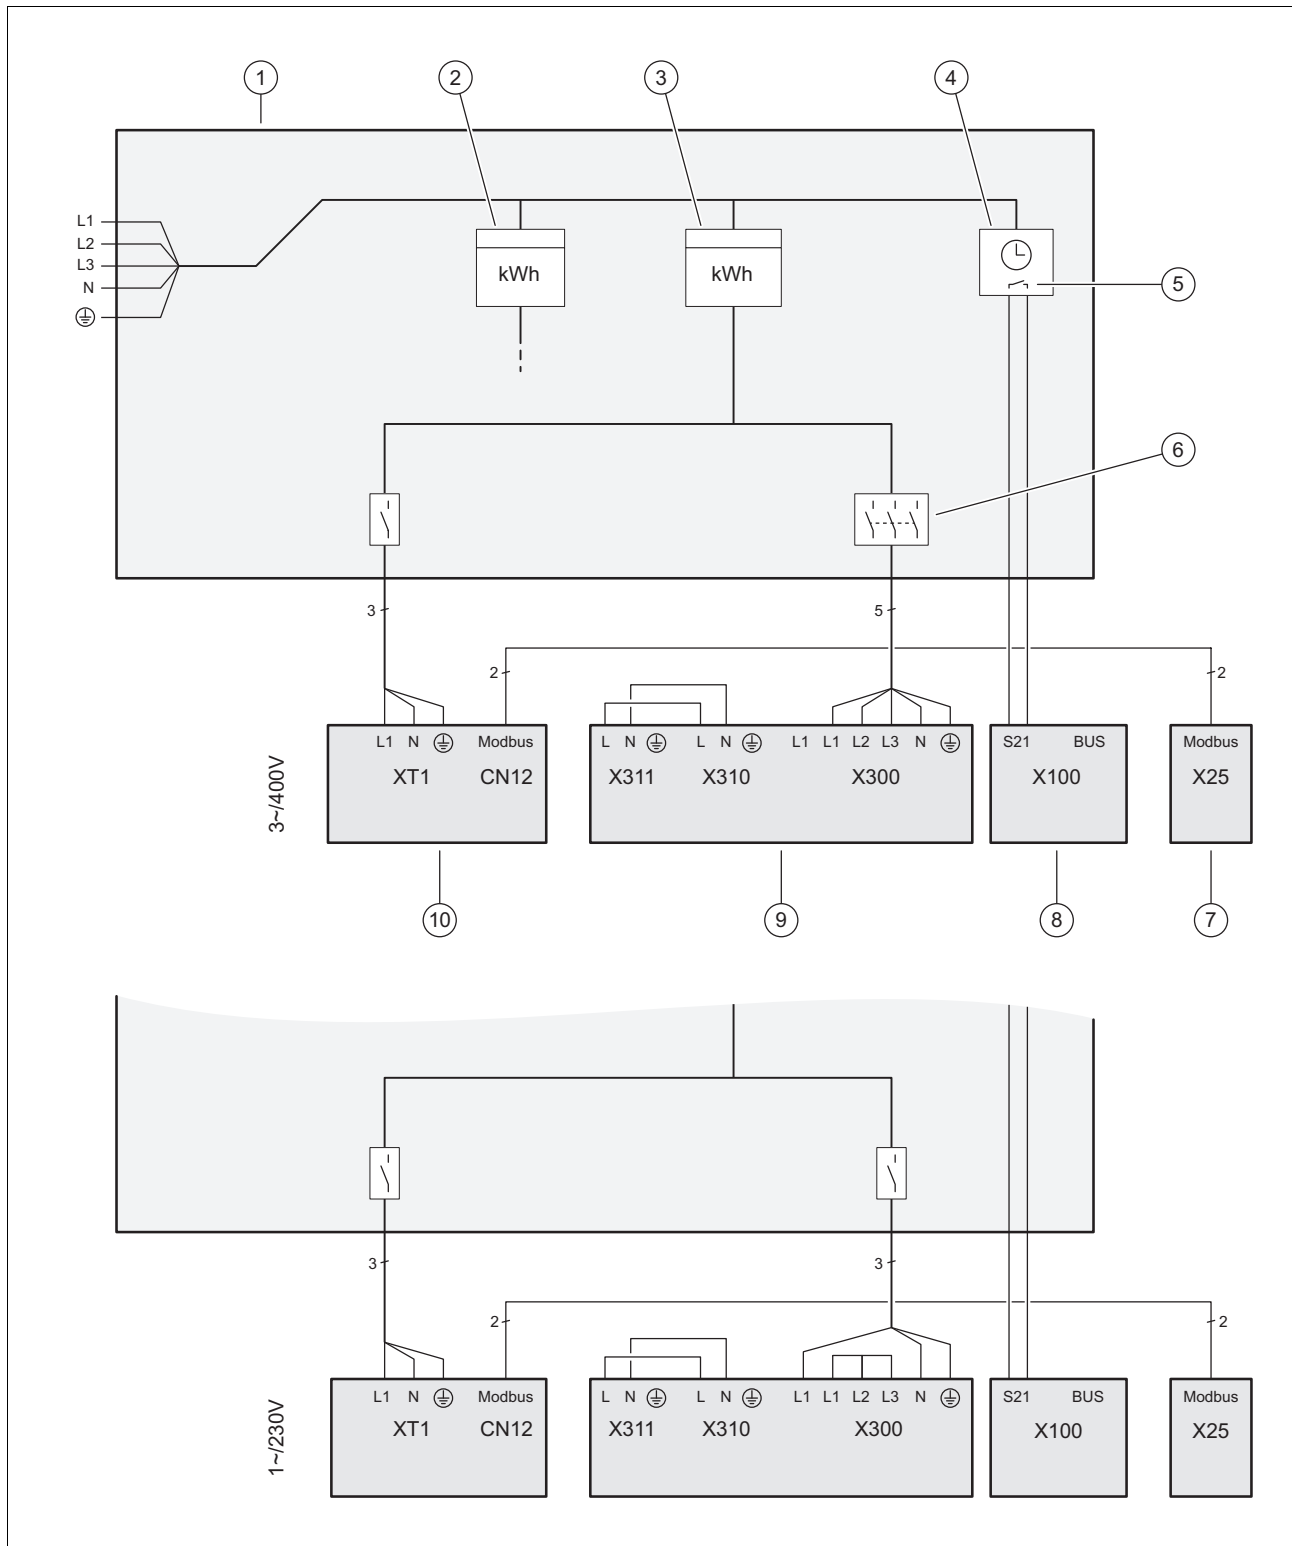 1 2 3 4
L1
L2
L3
N
kWh kWh
5
6
3 5
2 2
3~/400V
L1 N Modbus L N L N L1 L1 L2 L3 N S21 BUS Modbus
XT1 CN12 X311 X310 X300 X100 X25
10 9 8 7
3 3
2 2
1~/230V
L1 N Modbus L N L N L1 L1 L2 L3 N S21 BUS Modbus
XT1 CN12 X311 X310 X300 X100 X25